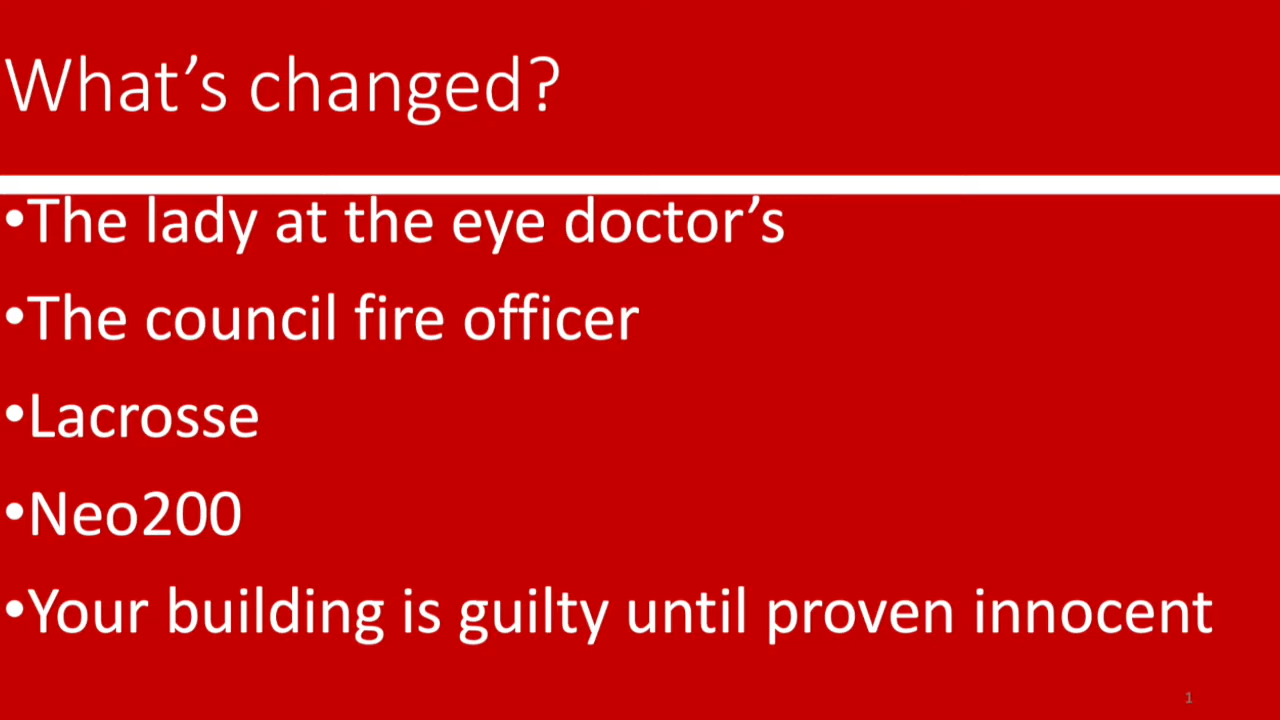 What’s changed?
•The lady at the eye doctor’s
•The council fire officer
•Lacrosse
•Neo200
•Your building is guilty until proven innocent
1